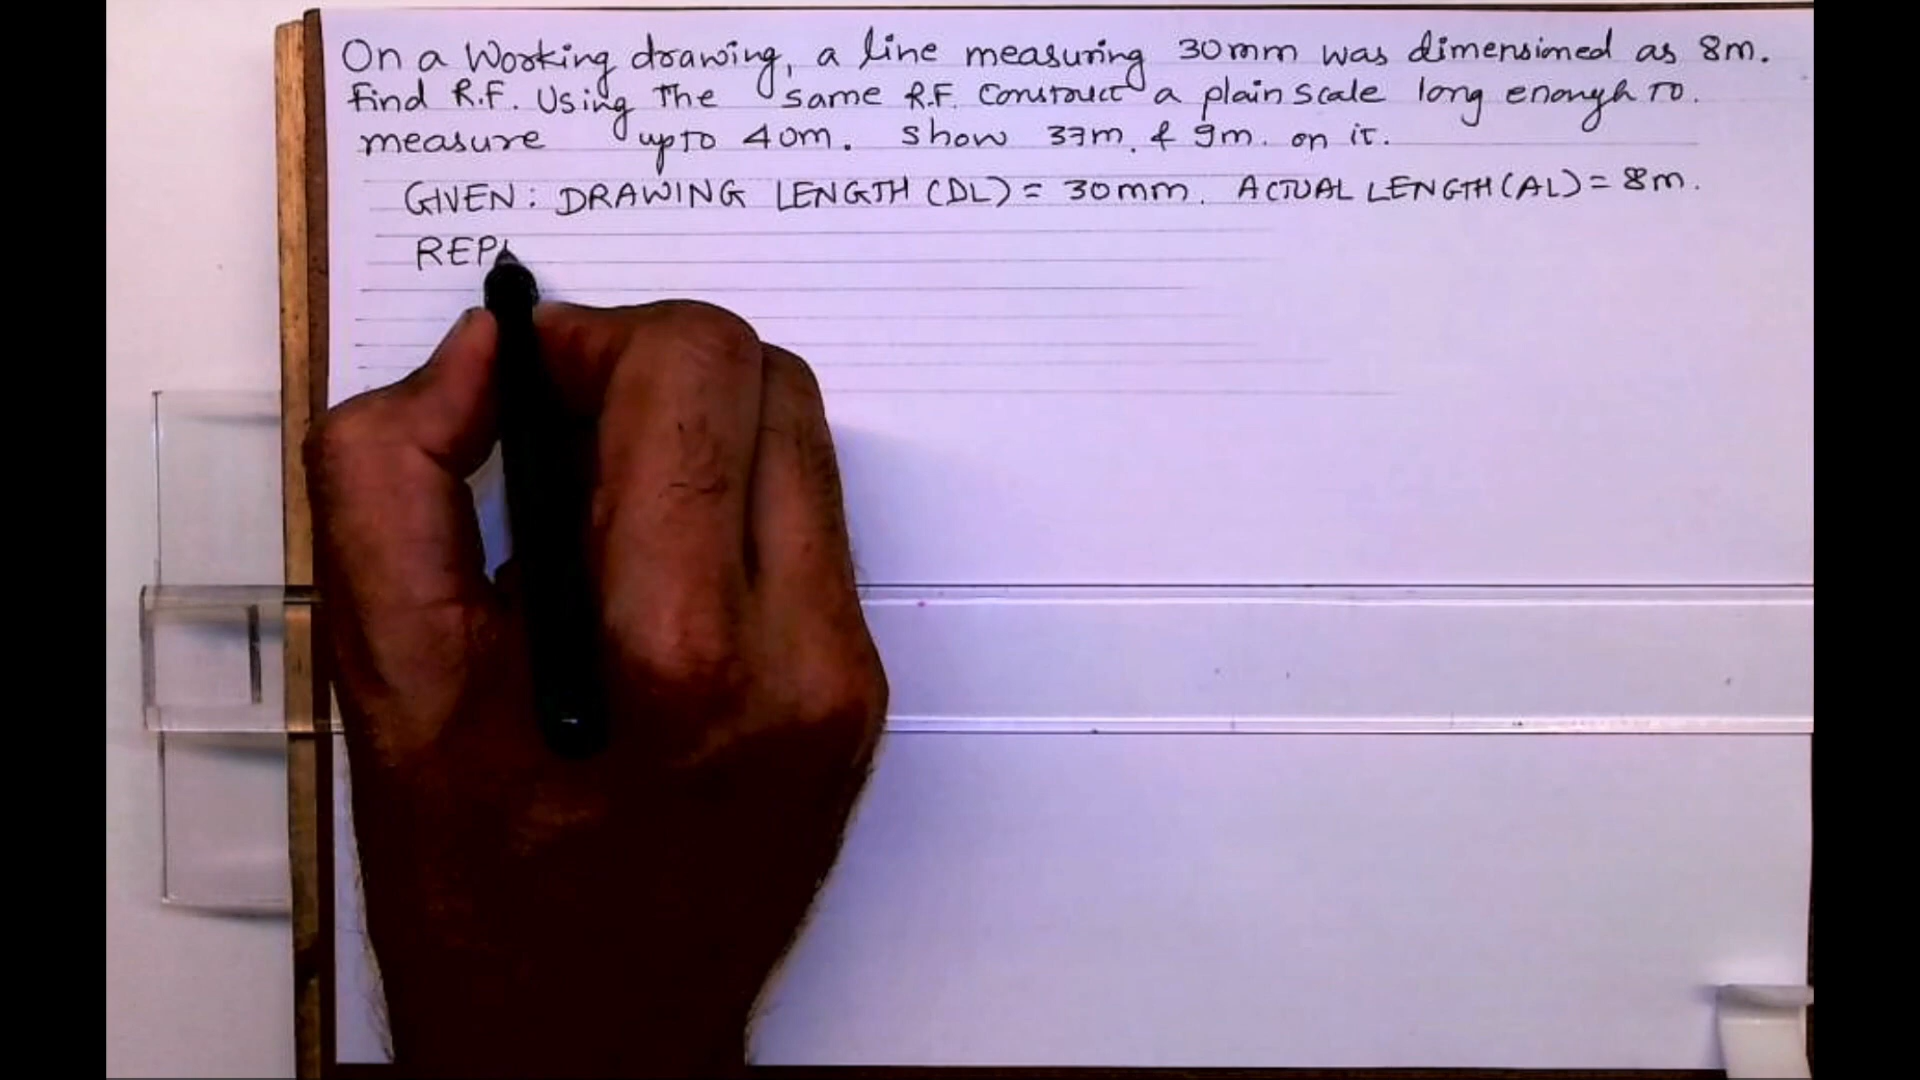 On a Working drawing, a line measuring 30mm was dimensioned as 8m.
find R.F. Using The same R.F. Construct a plain scale long enough to.
measure upto 40m. show 37m. & 9m. on it.
GIVEN: DRAWING LENGTH (DL) = 30mm. ACTUAL LENGTH (AL) = 8m.
REP